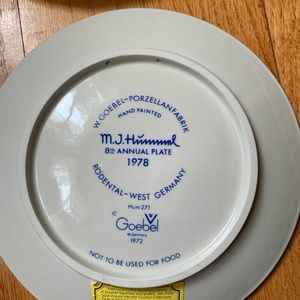 W. GOEBEL-PORZELLANFABRIK
HAND PAINTED
M.J. Hummel
8th ANNUAL PLATE
1978
RÖDENTAL-WEST GERMANY
Hum 271
© Goebel
W. Germany
1972
NOT TO BE USED FOR FOOD